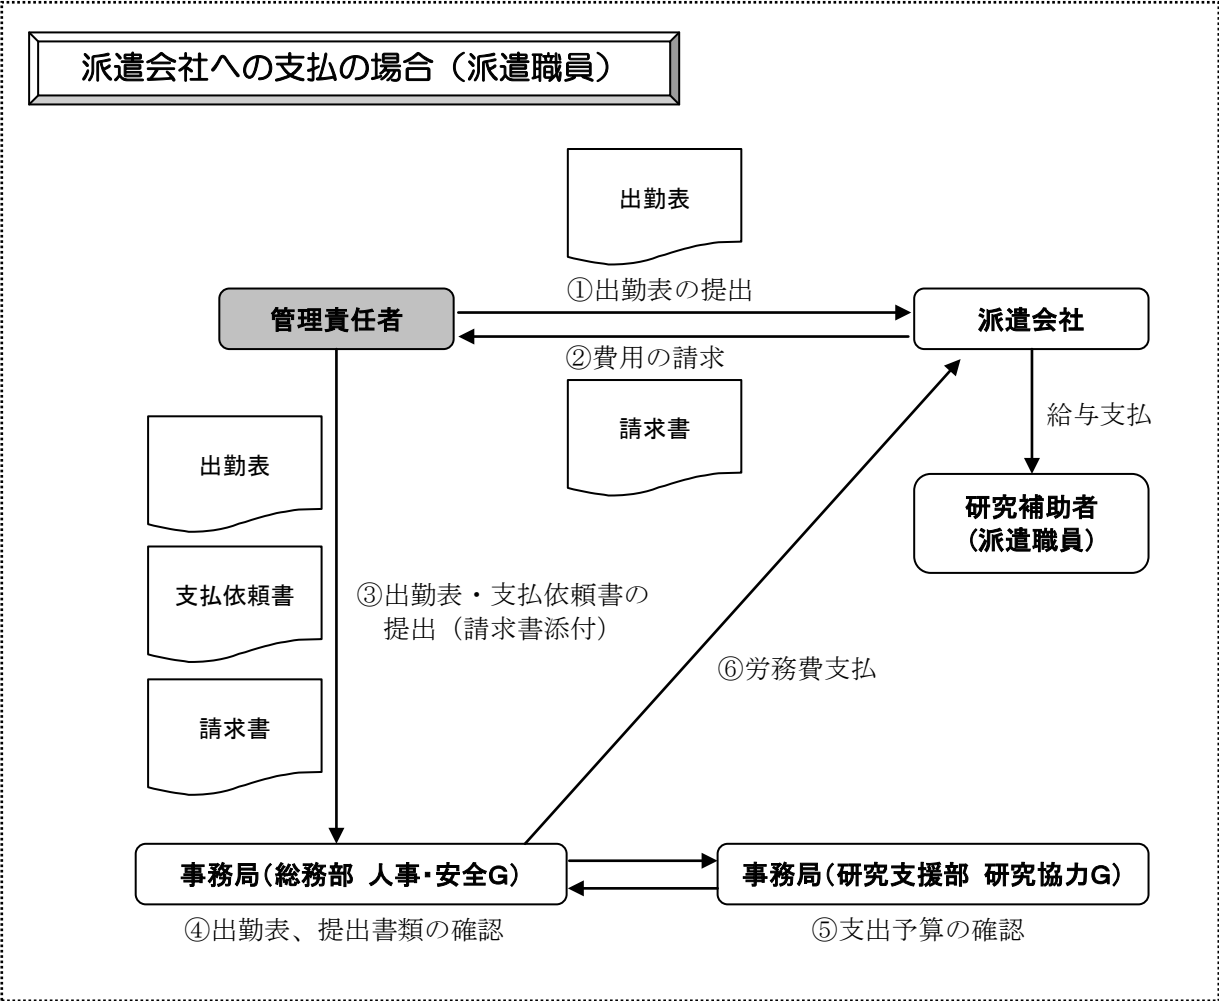 派遣会社への支払の場合（派遣職員）
出勤表
①出勤表の提出
管理責任者
派遣会社
②費用の請求
請求書
給与支払
出勤表
研究補助者
（派遣職員）
支払依頼書
③出勤表・支払依頼書の
提出（請求書添付）
⑥労務費支払
請求書
事務局（総務部 人事・安全G）
事務局（研究支援部 研究協力G）
④出勤表、提出書類の確認
⑤支出予算の確認